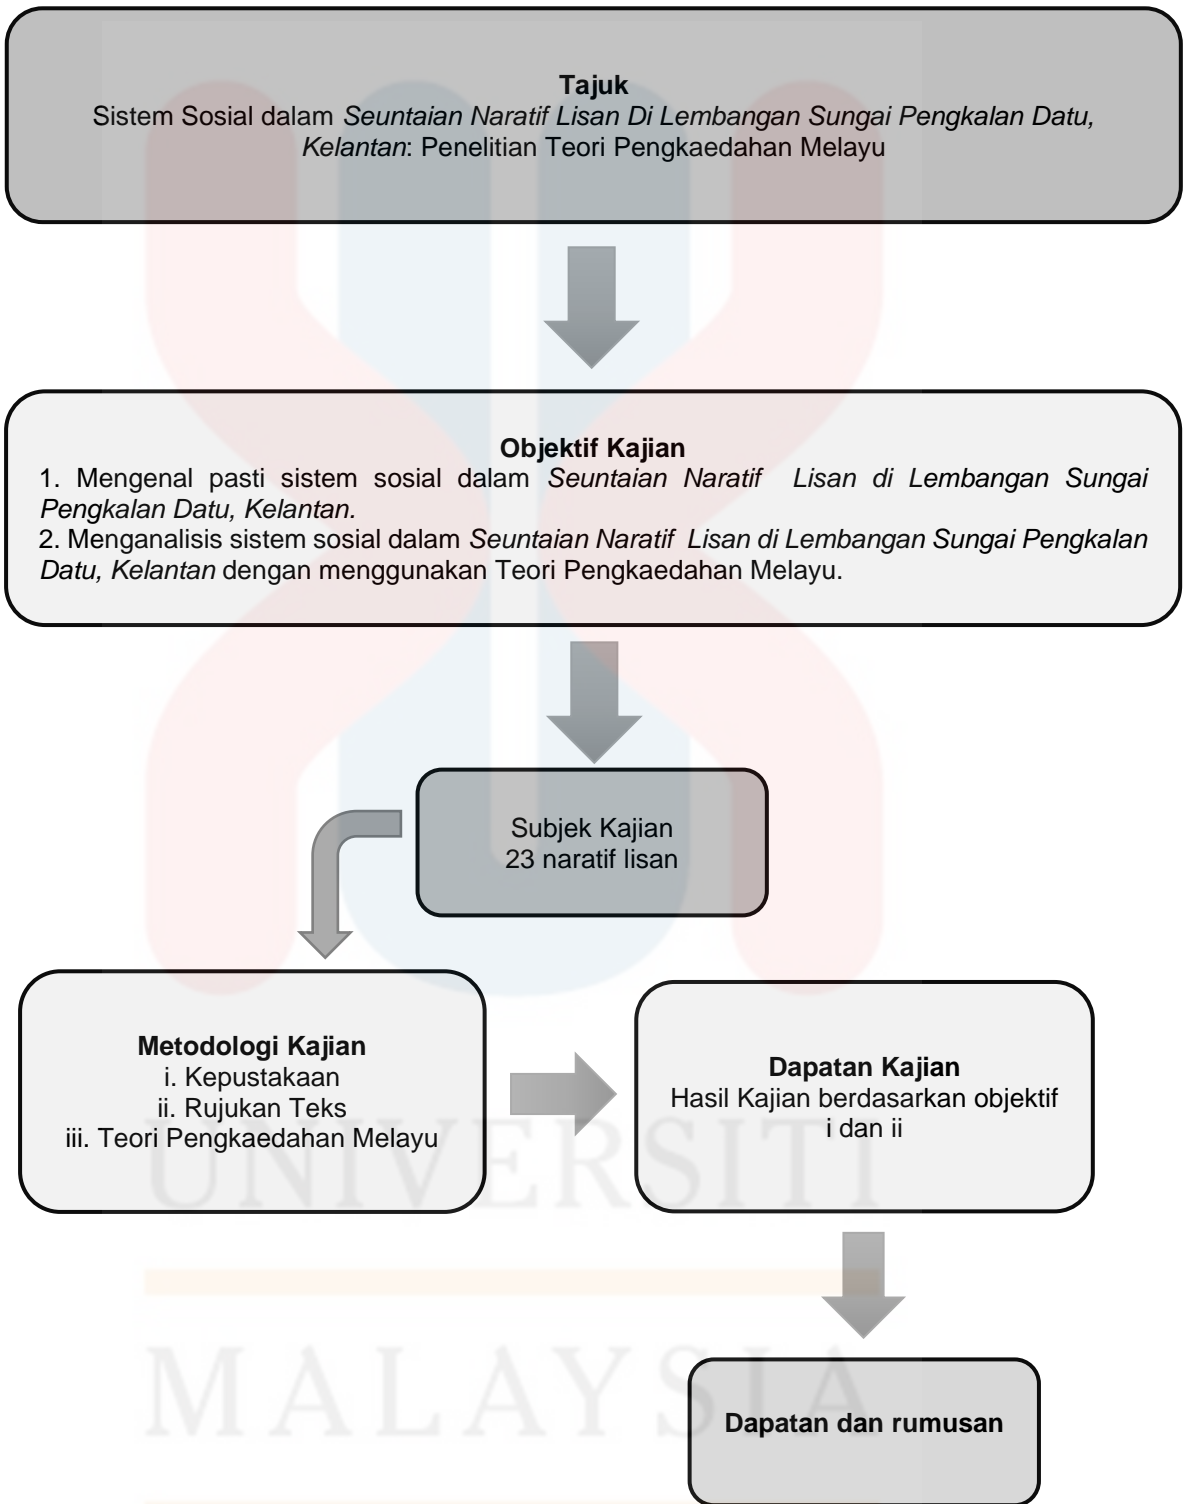 Tajuk
Sistem Sosial dalam Seuntaian Naratif Lisan Di Lembangan Sungai Pengkalan Datu,
Kelantan: Penelitian Teori Pengkaedahan Melayu
Objektif Kajian
1. Mengenal pasti sistem sosial dalam Seuntaian Naratif Lisan di Lembangan Sungai
Pengkalan Datu, Kelantan.
2. Menganalisis sistem sosial dalam Seuntaian Naratif Lisan di Lembangan Sungai Pengkalan
Datu, Kelantan dengan menggunakan Teori Pengkaedahan Melayu.
Subjek Kajian
23 naratif lisan
Metodologi Kajian
i. Kepustakaan
ii. Rujukan Teks
iii. Teori Pengkaedahan Melayu
Dapatan Kajian
Hasil Kajian berdasarkan objektif
i dan ii
UNIVERSITI
MALAYSIA
Dapatan dan rumusan